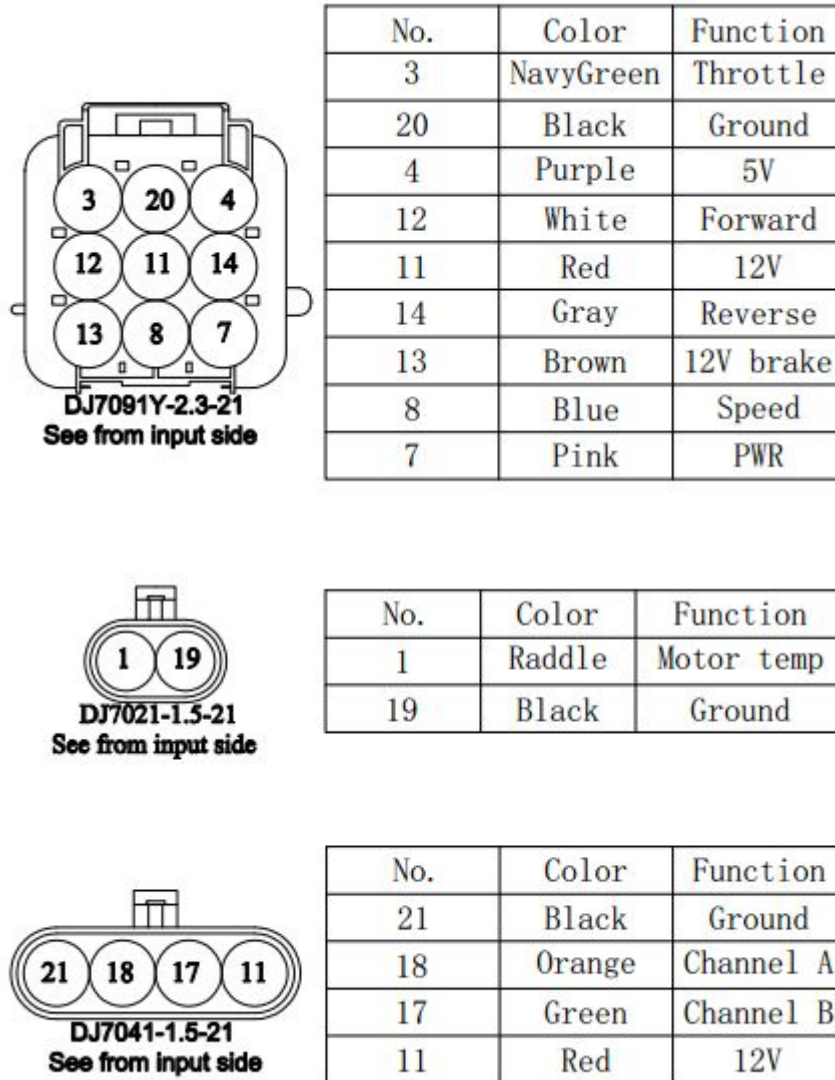 No. Color Function
3 NavyGreen Throttle
20 Black Ground
4 Purple 5V
12 White Forward
11 Red 12V
14 Gray Reverse
13 Brown 12V brake
8 Blue Speed
7 Pink PWR
3 20 4
12 11 14
13 8 7
DJ7091Y-2.3-21
See from input side
No. Color Function
1 Raddle Motor temp
19 Black Ground
1 19
DJ7021-1.5-21
See from input side
No. Color Function
21 Black Ground
18 Orange Channel A
17 Green Channel B
11 Red 12V
21 18 17 11
DJ7041-1.5-21
See from input side